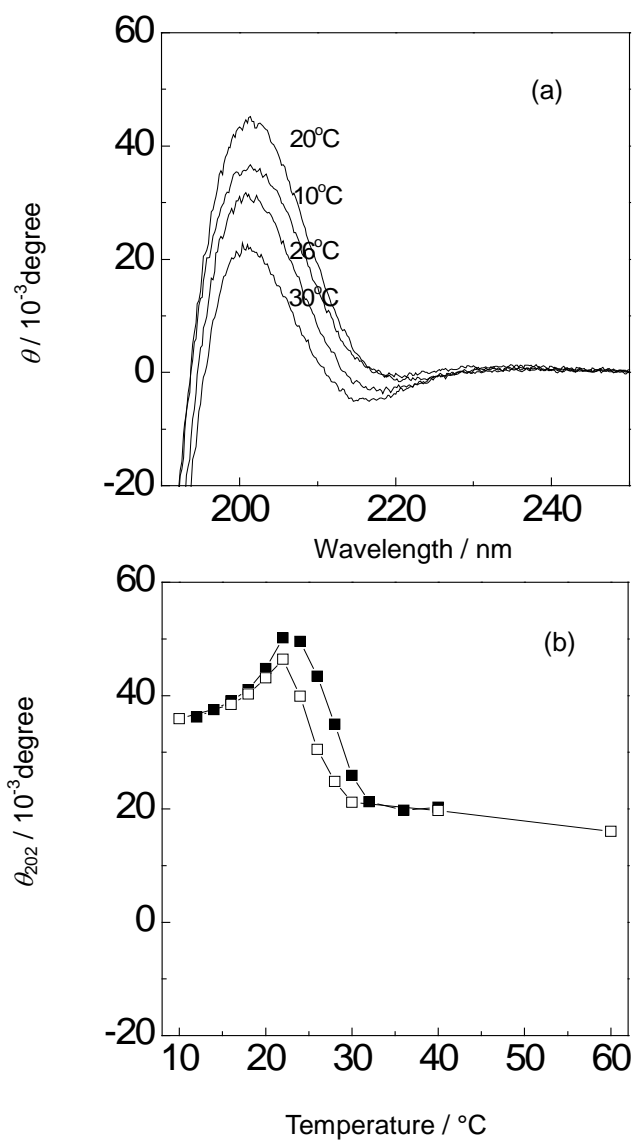 60
(a)
40
20°C
10°C
20
26°C
30°C
0
-20
θ / 10⁻³degree
200 220 240
Wavelength / nm
60
(b)
40
20
0
-20
θ₂₀₂ / 10⁻³degree
10 20 30 40 50 60
Temperature / °C